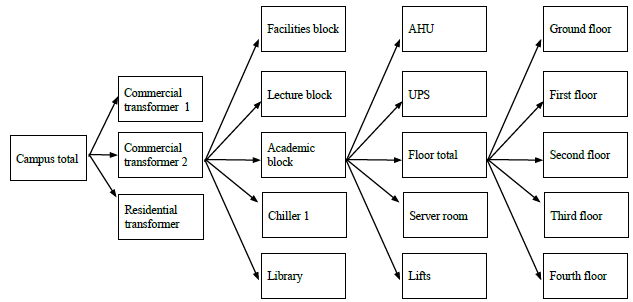 Campus total
Commercial
transformer 1
Commercial
transformer 2
Residential
transformer
Facilities block
Lecture block
Academic
block
Chiller 1
Library
AHU
UPS
Floor total
Server room
Lifts
Ground floor
First floor
Second floor
Third floor
Fourth floor